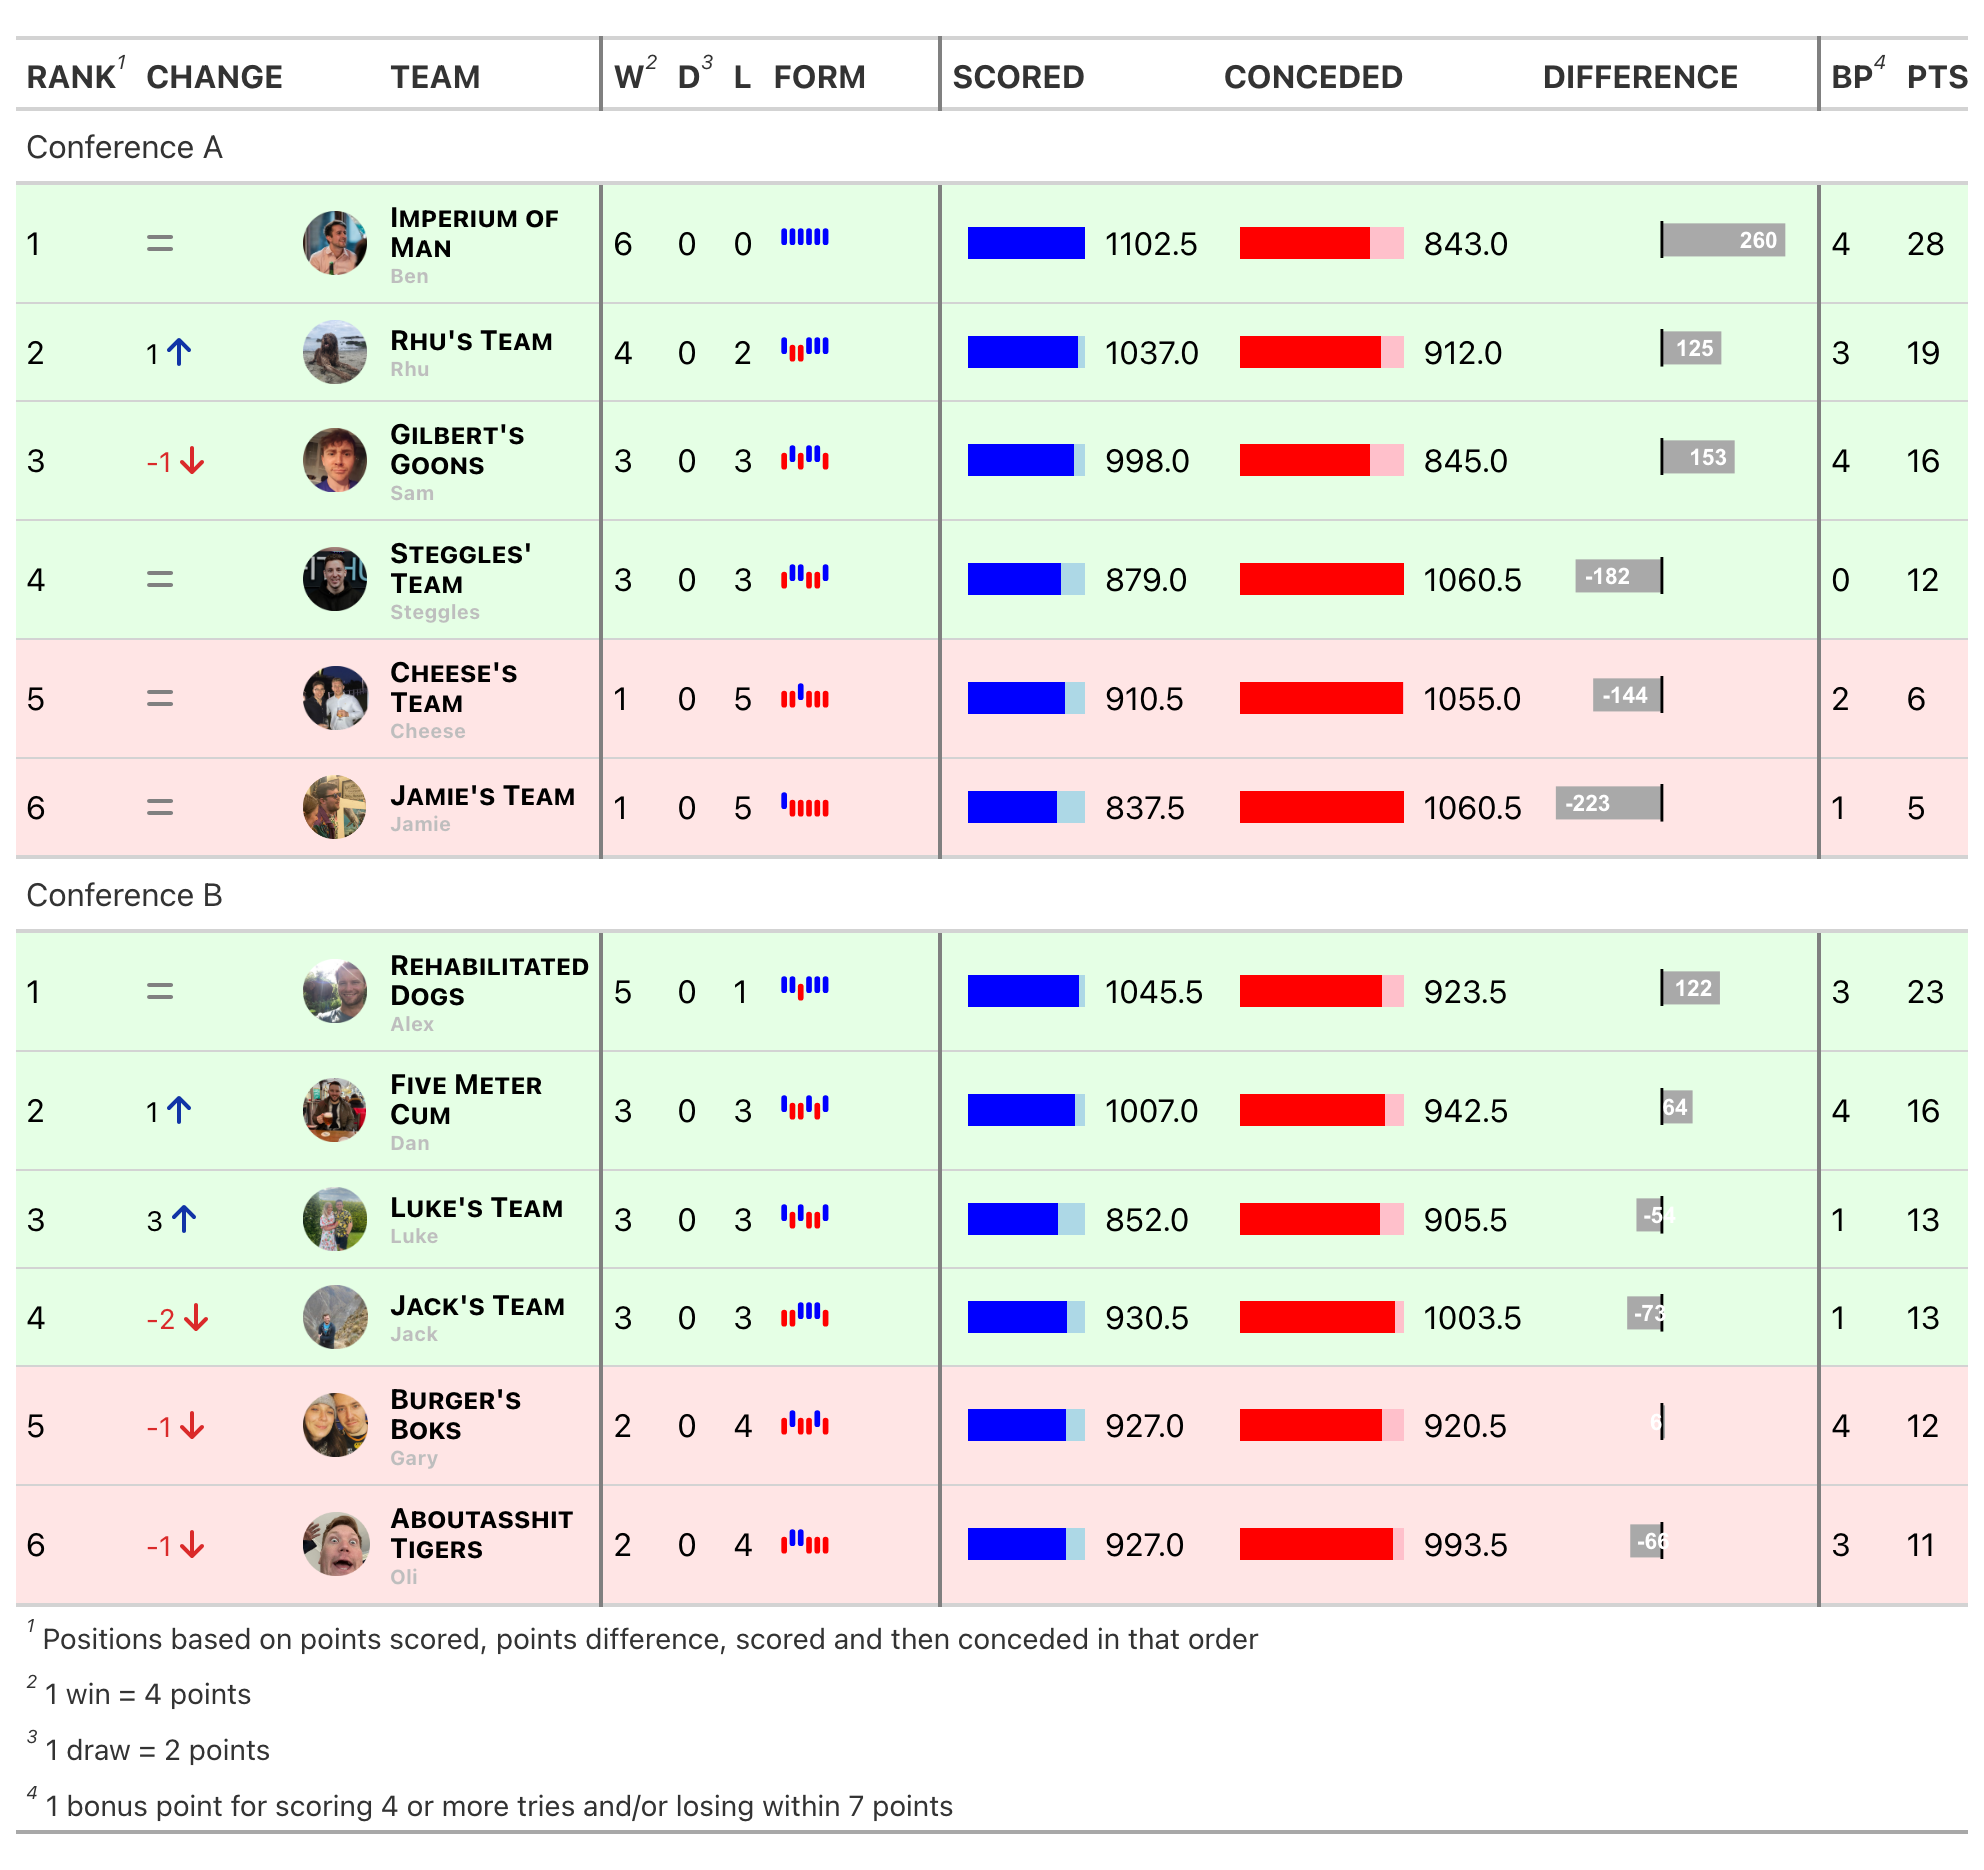 RANK1 CHANGE TEAM W2 D3 L FORM SCORED CONCEDED DIFFERENCE BP4 PTS
Conference A
1 = IMPERIUM OF MAN Ben 6 0 0 1102.5 843.0 260 4 28
2 1↑ RHU'S TEAM Rhu 4 0 2 1037.0 912.0 125 3 19
3 -1↓ GILBERT'S GOONS Sam 3 0 3 998.0 845.0 153 4 16
4 = STEGGLES' TEAM Steggles 3 0 3 879.0 1060.5 -182 0 12
5 = CHEESE'S TEAM Cheese 1 0 5 910.5 1055.0 -144 2 6
6 = JAMIE'S TEAM Jamie 1 0 5 837.5 1060.5 -223 1 5
Conference B
1 = REHABILITATED DOGS Alex 5 0 1 1045.5 923.5 122 3 23
2 1↑ FIVE METER CUM Dan 3 0 3 1007.0 942.5 64 4 16
3 3↑ LUKE'S TEAM Luke 3 0 3 852.0 905.5 -54 1 13
4 -2↓ JACK'S TEAM Jack 3 0 3 930.5 1003.5 -73 1 13
5 -1↓ BURGER'S BOKS Gary 2 0 4 927.0 920.5 6 4 12
6 -1↓ ABOUTASSHIT TIGERS Oli 2 0 4 927.0 993.5 -66 3 11
1 Positions based on points scored, points difference, scored and then conceded in that order
2 1 win = 4 points
3 1 draw = 2 points
4 1 bonus point for scoring 4 or more tries and/or losing within 7 points